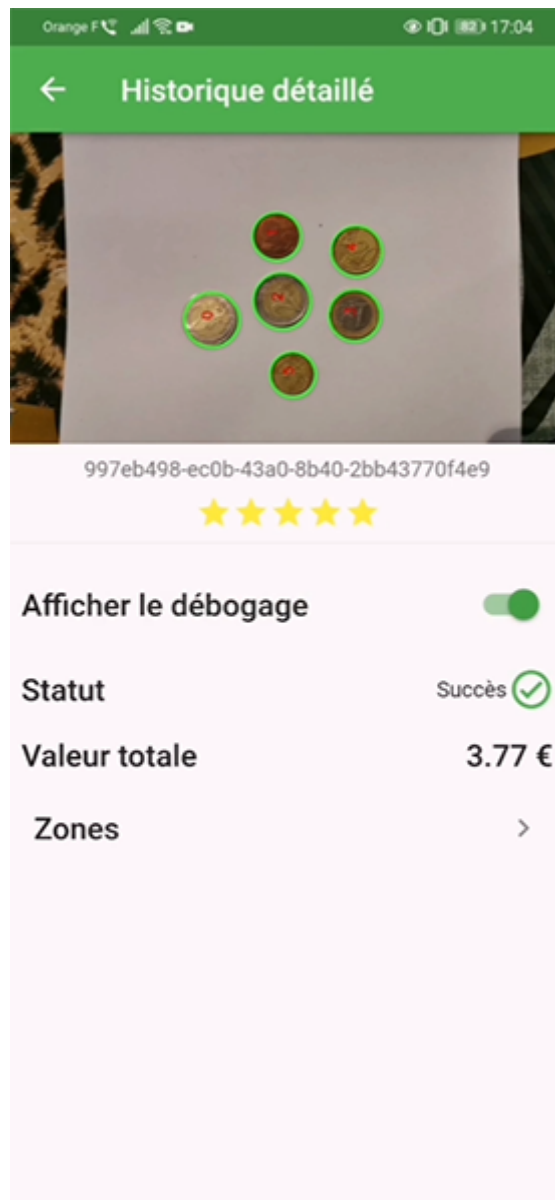 Orange F 82 17:04
Historique détaillé
997eb498-ec0b-43a0-8b40-2bb43770f4e9
Afficher le débogage
Statut Succès
Valeur totale 3.77 €
Zones